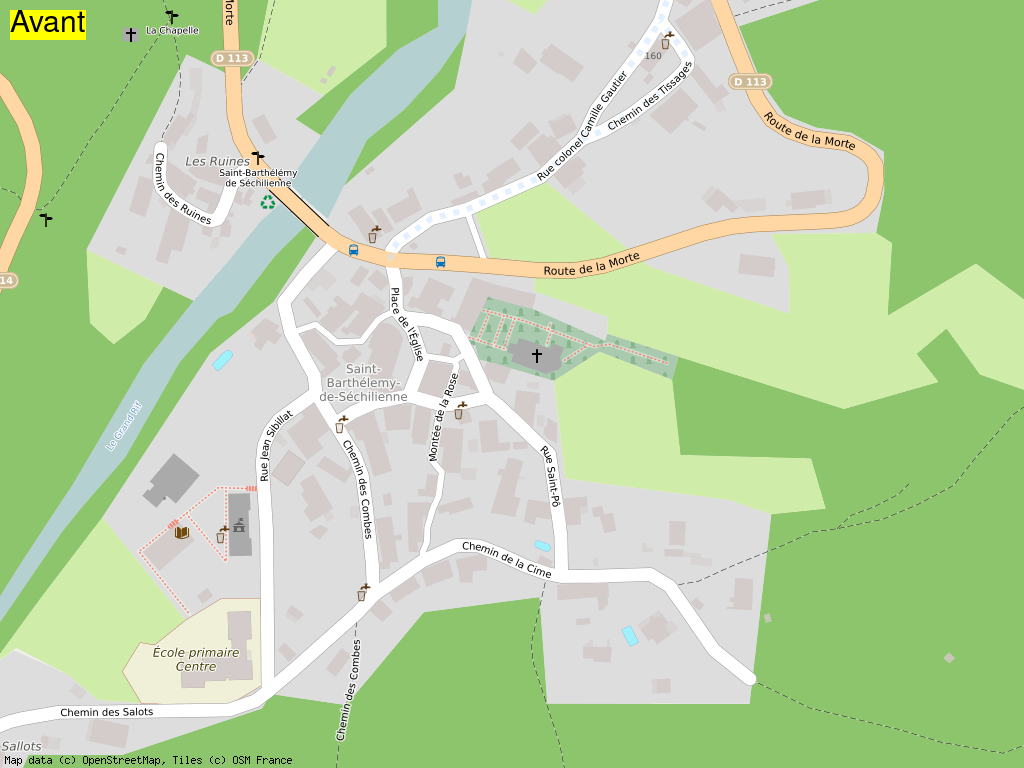 Avant
Morte
La Chapelle
D 113
160
D 113
Rue colonel Camille Gautier
Chemin des Tissages
Route de la Morte
Les Ruines
Saint-Barthélémy
de Séchilienne
Chemin des Ruines
14
Route de la Morte
Place de l'Église
Saint-
Barthélemy-
de-Séchilienne
Le Grand Rif
Rue Jean Sibillat
Montée de la Rose
Chemin des Combes
Rue Saint-Pô
Chemin de la Cime
École primaire
Centre
Chemin des Combes
Chemin des Salots
Sallots
Map data (c) OpenStreetMap, Tiles (c) OSM France